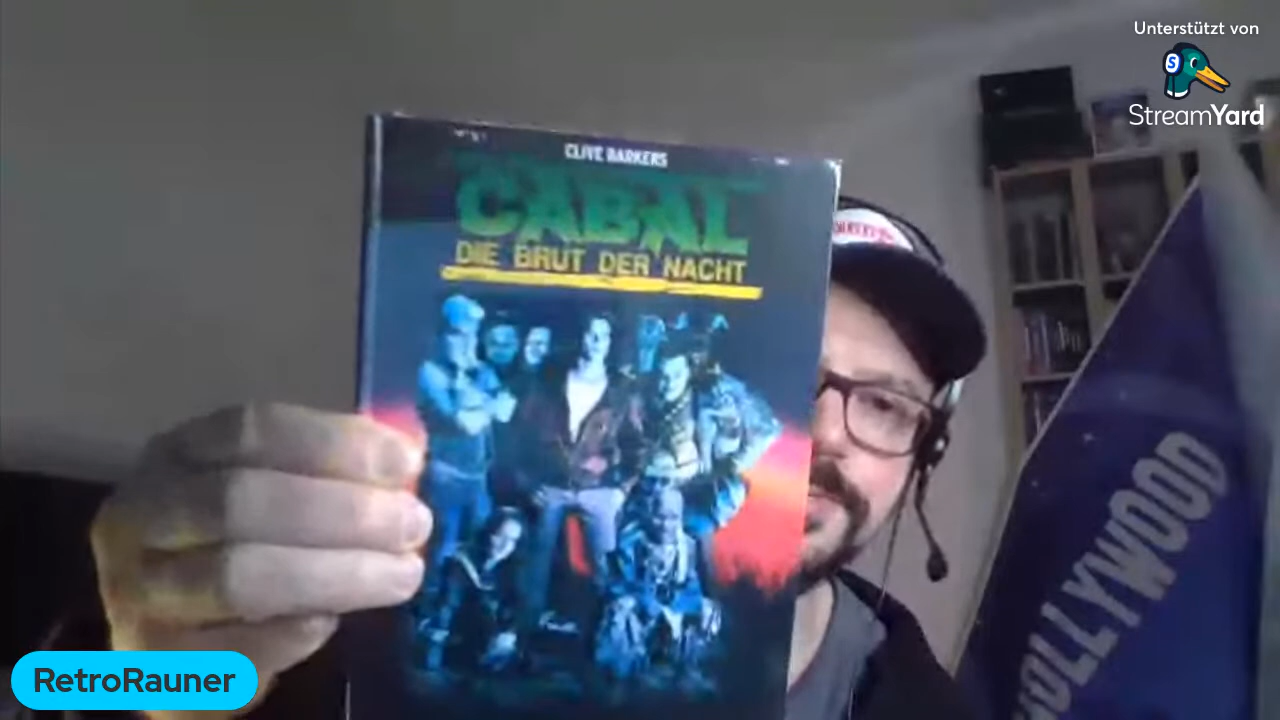 Unterstützt von
StreamYard
CLIVE BARKERS
CABAL
DIE BRUT DER NACHT
HOLLYWOOD
RetroRauner